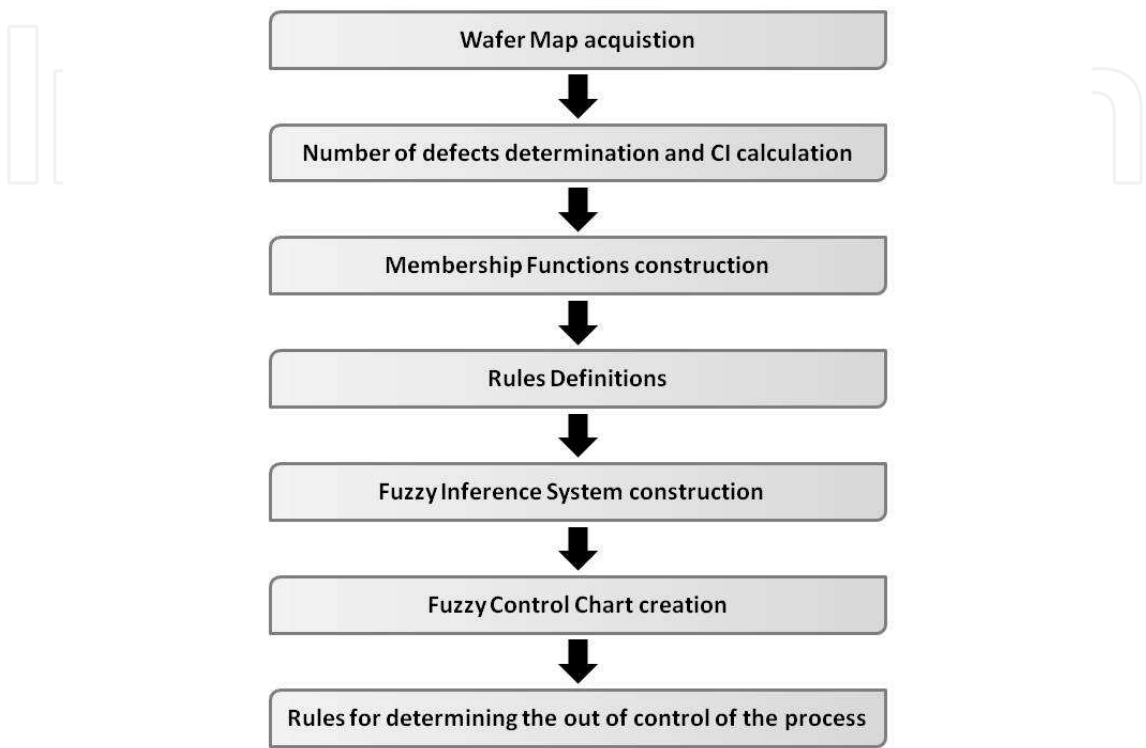 Wafer Map acquistion
Number of defects determination and CI calculation
Membership Functions construction
Rules Definitions
Fuzzy Inference System construction
Fuzzy Control Chart creation
Rules for determining the out of control of the process